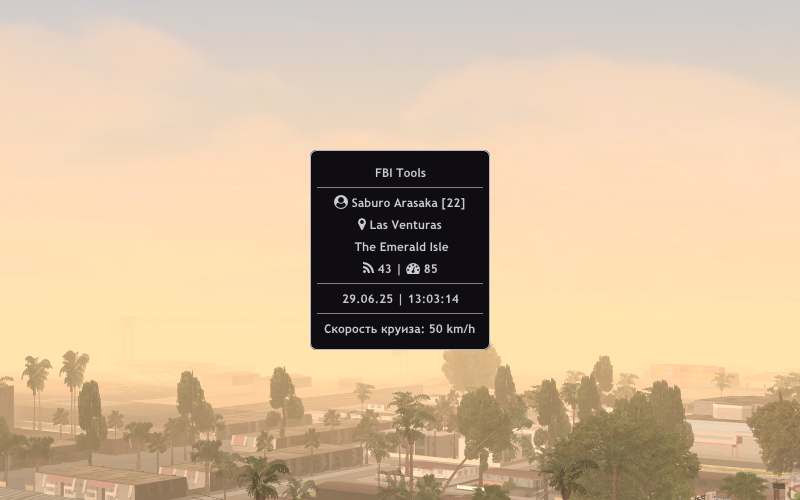 FBI Tools
Saburo Arasaka [22]
Las Venturas
The Emerald Isle
43 | 85
29.06.25 | 13:03:14
Скорость круиза: 50 km/h